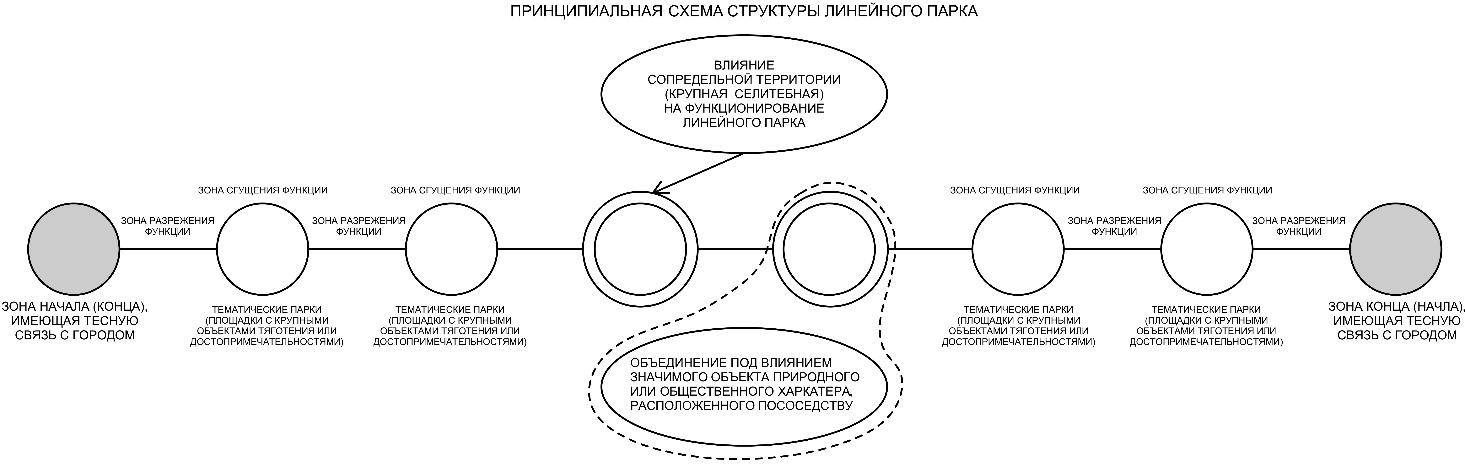 ПРИНЦИПИАЛЬНАЯ СХЕМА СТРУКТУРЫ ЛИНЕЙНОГО ПАРКА
ВЛИЯНИЕ
СОПРЕДЕЛЬНОЙ ТЕРРИТОРИИ
(КРУПНАЯ СЕЛИТЕБНАЯ)
НА ФУНКЦИОНИРОВАНИЕ
ЛИНЕЙНОГО ПАРКА
ЗОНА СГУЩЕНИЯ ФУНКЦИИ
ЗОНА СГУЩЕНИЯ ФУНКЦИИ
ЗОНА СГУЩЕНИЯ ФУНКЦИИ
ЗОНА СГУЩЕНИЯ ФУНКЦИИ
ЗОНА РАЗРЕЖЕНИЯ
ФУНКЦИИ
ЗОНА РАЗРЕЖЕНИЯ
ФУНКЦИИ
ЗОНА РАЗРЕЖЕНИЯ
ФУНКЦИИ
ЗОНА РАЗРЕЖЕНИЯ
ФУНКЦИИ
ЗОНА НАЧАЛА (КОНЦА),
ИМЕЮЩАЯ ТЕСНУЮ
СВЯЗЬ С ГОРОДОМ
ТЕМАТИЧЕСКИЕ ПАРКИ
(ПЛОЩАДКИ С КРУПНЫМИ
ОБЪЕКТАМИ ТЯГОТЕНИЯ ИЛИ
ДОСТОПРИМЕЧАТЕЛЬНОСТЯМИ)
ТЕМАТИЧЕСКИЕ ПАРКИ
(ПЛОЩАДКИ С КРУПНЫМИ
ОБЪЕКТАМИ ТЯГОТЕНИЯ ИЛИ
ДОСТОПРИМЕЧАТЕЛЬНОСТЯМИ)
ТЕМАТИЧЕСКИЕ ПАРКИ
(ПЛОЩАДКИ С КРУПНЫМИ
ОБЪЕКТАМИ ТЯГОТЕНИЯ ИЛИ
ДОСТОПРИМЕЧАТЕЛЬНОСТЯМИ)
ТЕМАТИЧЕСКИЕ ПАРКИ
(ПЛОЩАДКИ С КРУПНЫМИ
ОБЪЕКТАМИ ТЯГОТЕНИЯ ИЛИ
ДОСТОПРИМЕЧАТЕЛЬНОСТЯМИ)
ЗОНА КОНЦА (НАЧЛА),
ИМЕЮЩАЯ ТЕСНУЮ
СВЯЗЬ С ГОРОДОМ
ОБЪЕДИНЕНИЕ ПОД ВЛИЯНИЕМ
ЗНАЧИМОГО ОБЪЕКТА ПРИРОДНОГО
ИЛИ ОБЩЕСТВЕННОГО ХАРКАТЕРА,
РАСПОЛОЖЕННОГО ПОСОСЕДСТВУ